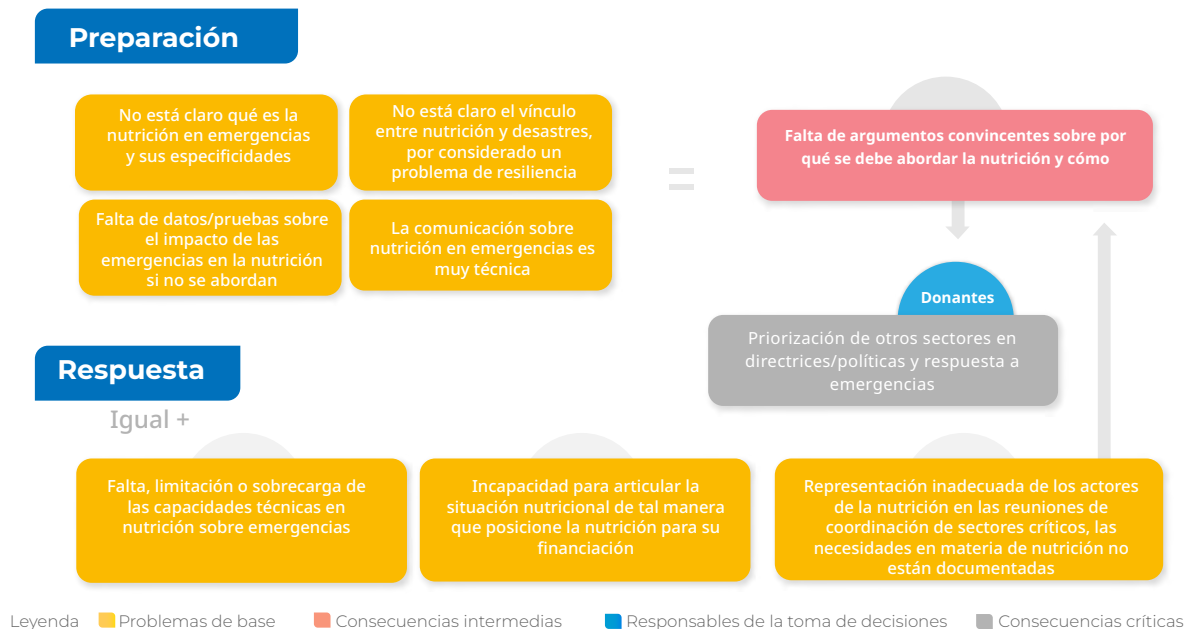 Preparación
No está claro qué es la
nutrición en emergencias
y sus especificidades
No está claro el vínculo
entre nutrición y desastres,
por considerado un
problema de resiliencia
Falta de datos/pruebas sobre
el impacto de las
emergencias en la nutrición
si no se abordan
La comunicación sobre
nutrición en emergencias es
muy técnica
=
Falta de argumentos convincentes sobre por
qué se debe abordar la nutrición y cómo
Donantes
Priorización de otros sectores en
directrices/políticas y respuesta a
emergencias
Respuesta
Igual +
Falta, limitación o sobrecarga de
las capacidades técnicas en
nutrición sobre emergencias
Incapacidad para articular la
situación nutricional de tal manera
que posicione la nutrición para su
financiación
Representación inadecuada de los actores
de la nutrición en las reuniones de
coordinación de sectores críticos, las
necesidades en materia de nutrición no
están documentadas
Leyenda Problemas de base Consecuencias intermedias Responsables de la toma de decisiones Consecuencias críticas